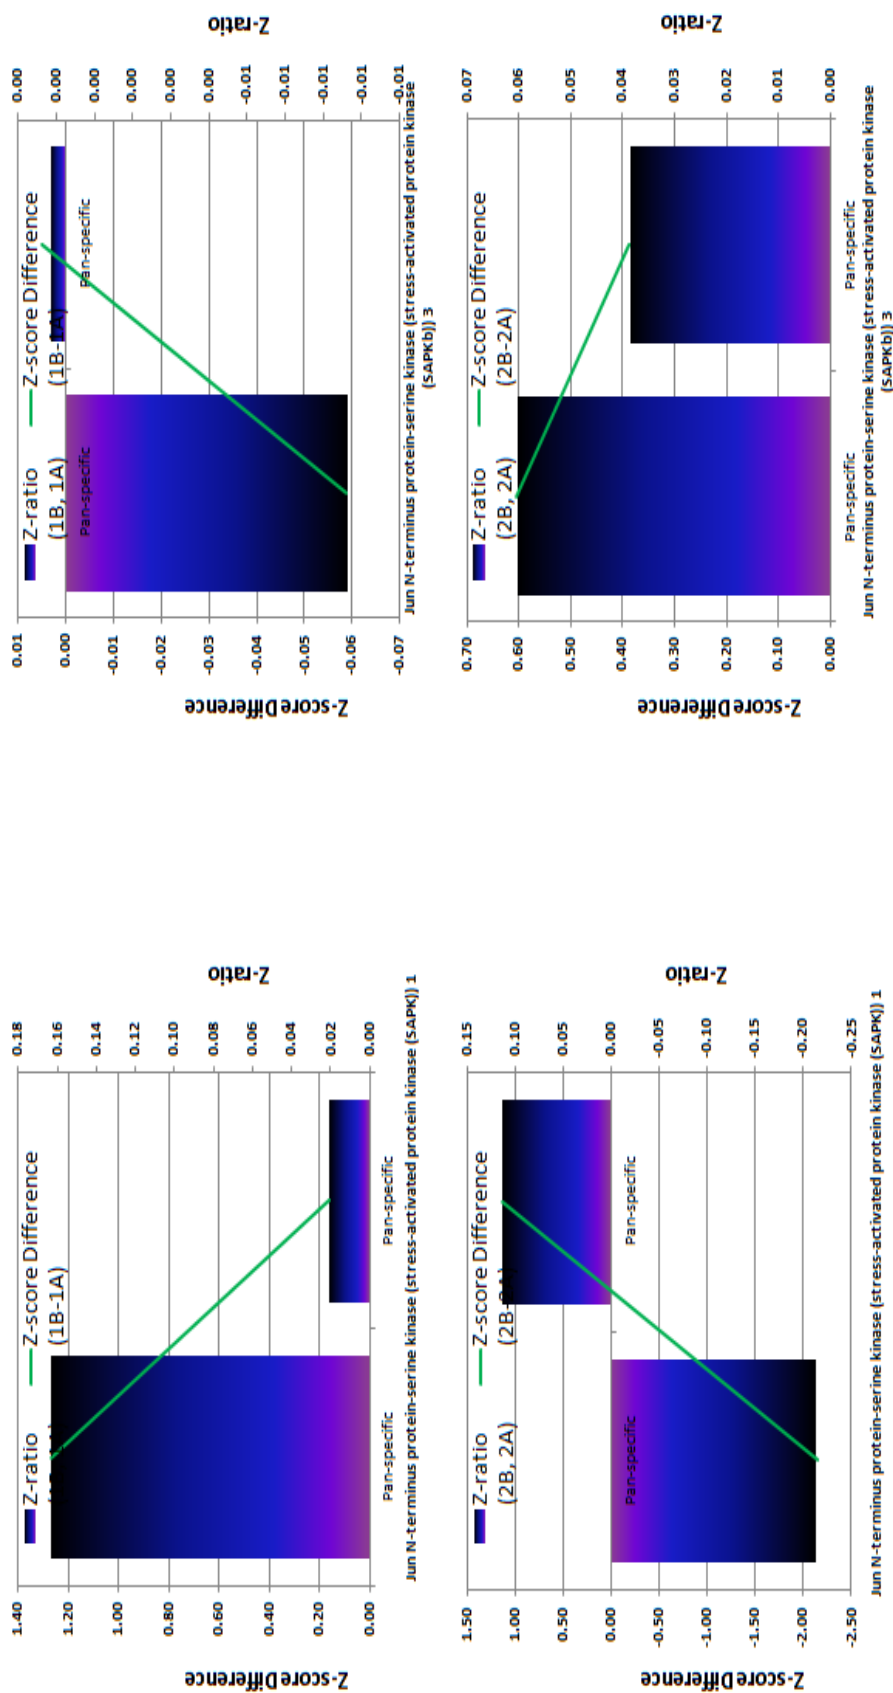 Z-ratio
Z-score Difference
(1B-1A)
Z-score Difference
1.40
1.20
1.00
0.80
0.60
0.40
0.20
0.00
Pan-specific
Pan-specific
0.18
0.16
0.14
0.12
0.10
0.08
0.06
0.04
0.02
0.00
Z-ratio
Jun N-terminus protein-serine kinase (stress-activated protein kinase (SAPK)) 1
Z-ratio
(1B, 1A)
Z-score Difference
(1B-1A)
Z-score Difference
0.01
0.00
-0.01
-0.02
-0.03
-0.04
-0.05
-0.06
-0.07
Pan-specific
Pan-specific
0.00
0.00
0.00
0.00
0.00
0.00
-0.01
-0.01
-0.01
-0.01
-0.01
Z-ratio
Jun N-terminus protein-serine kinase (stress-activated protein kinase
(SAPKb)) 3
Z-ratio
(2B, 2A)
Z-score Difference
(2B-2A)
Z-score Difference
1.50
1.00
0.50
0.00
-0.50
-1.00
-1.50
-2.00
-2.50
Pan-specific
Pan-specific
0.15
0.10
0.05
0.00
-0.05
-0.10
-0.15
-0.20
-0.25
Z-ratio
Jun N-terminus protein-serine kinase (stress-activated protein kinase (SAPK)) 1
Z-ratio
(2B, 2A)
Z-score Difference
(2B-2A)
Z-score Difference
0.70
0.60
0.50
0.40
0.30
0.20
0.10
0.00
Pan-specific
Pan-specific
0.07
0.06
0.05
0.04
0.03
0.02
0.01
0.00
Z-ratio
Jun N-terminus protein-serine kinase (stress-activated protein kinase
(SAPKb)) 3